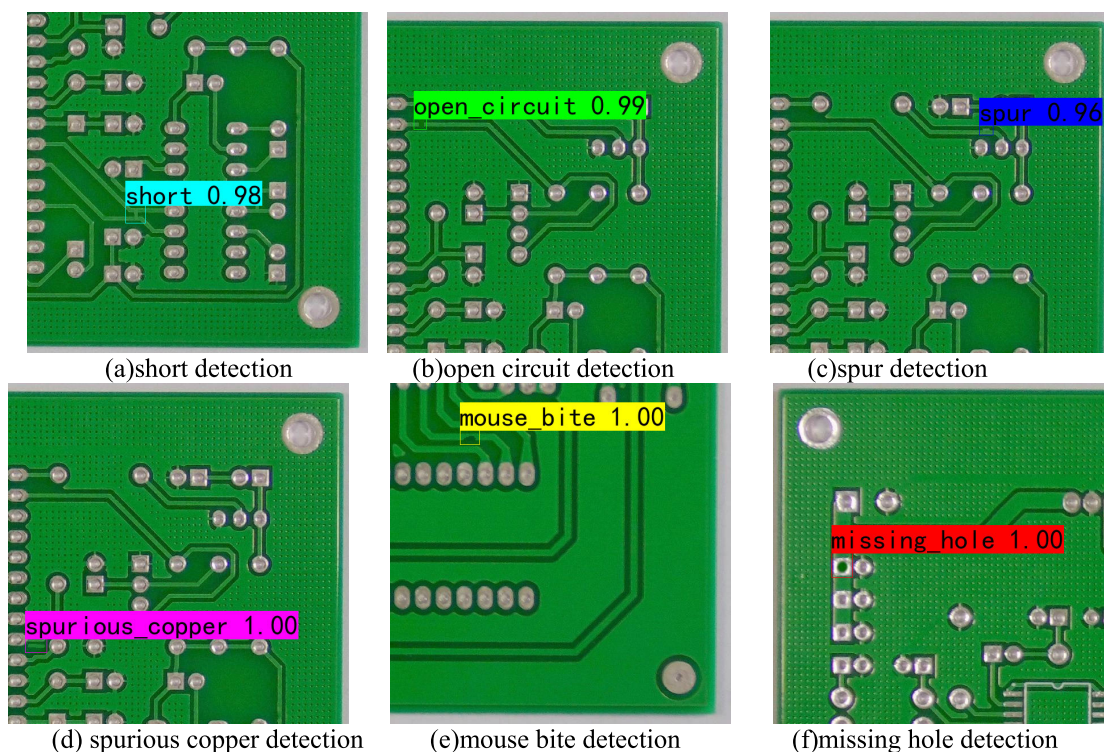 short 0.98
open_circuit 0.99
spur 0.96
(a)short detection
(b)open circuit detection
(c)spur detection
spurious_copper 1.00
mouse_bite 1.00
missing_hole 1.00
(d) spurious copper detection
(e)mouse bite detection
(f)missing hole detection